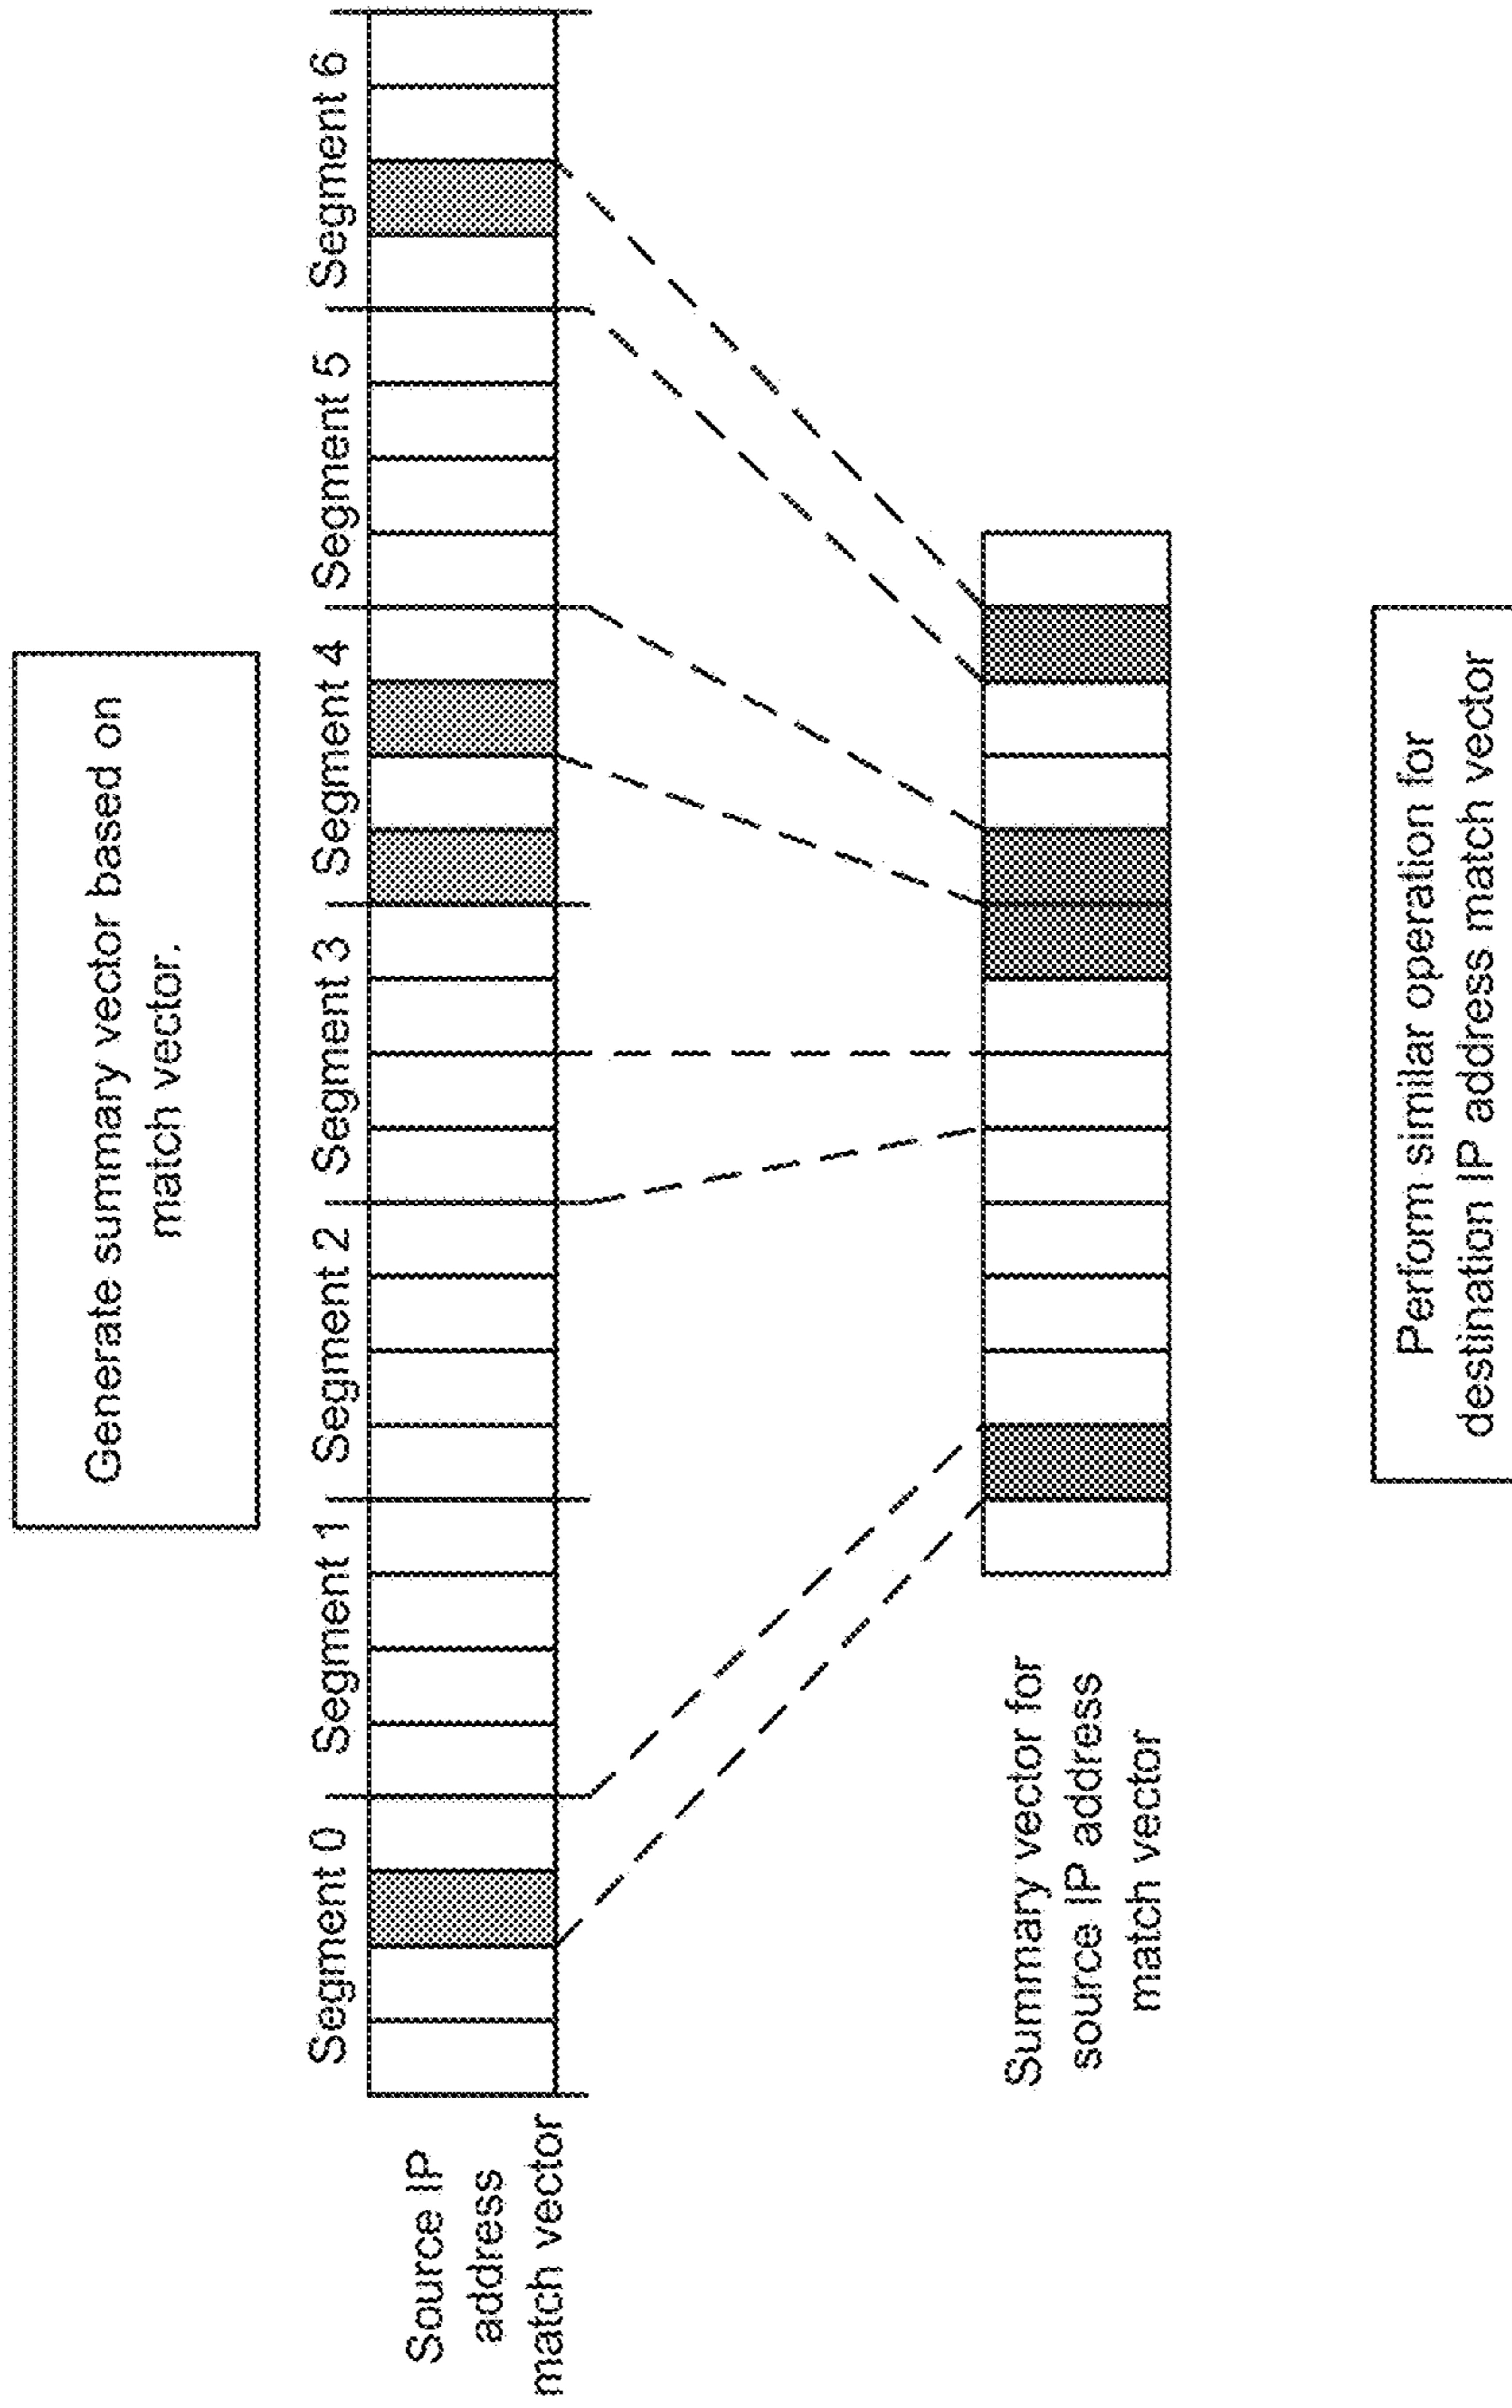 Generate summary vector based on
match vector.
Segment 0
Segment 1
Segment 2
Segment 3
Segment 4
Segment 5
Segment 6
Source IP
address
match vector
Summary vector for
source IP address
match vector
Perform similar operation for
destination IP address match vector